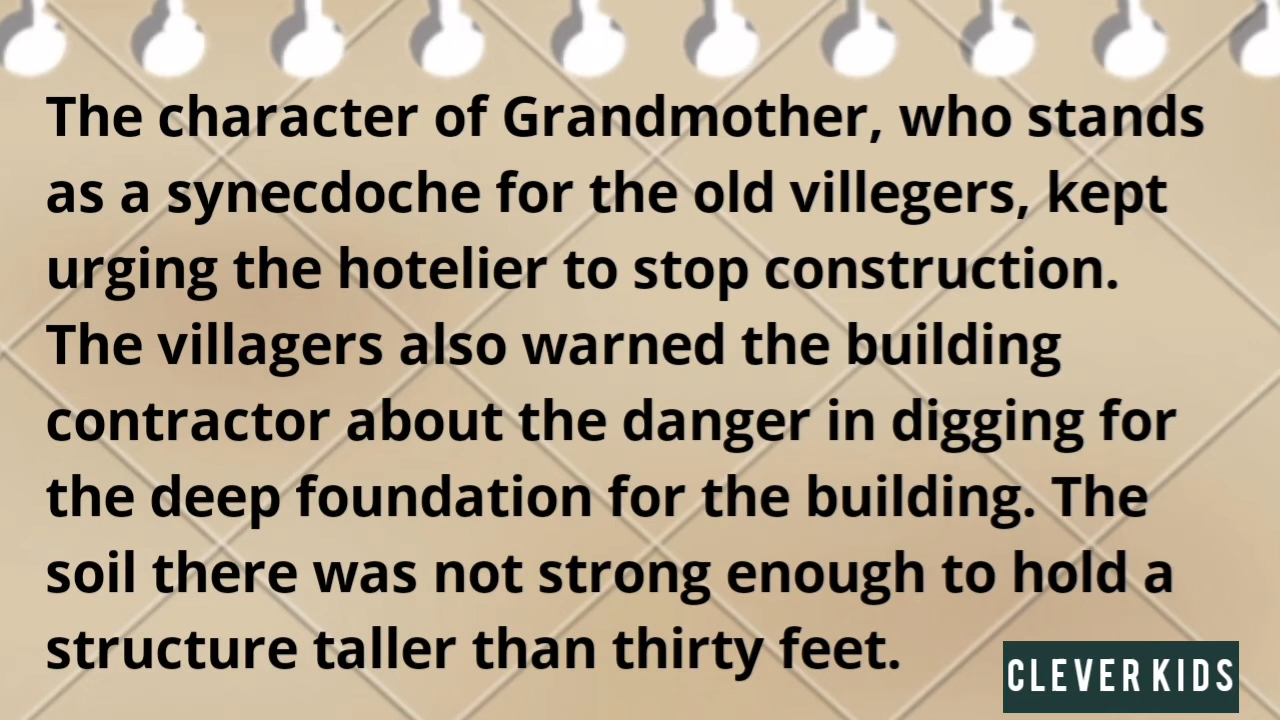 The character of Grandmother, who stands
as a synecdoche for the old villegers, kept
urging the hotelier to stop construction.
The villagers also warned the building
contractor about the danger in digging for
the deep foundation for the building. The
soil there was not strong enough to hold a
structure taller than thirty feet.
CLEVER KIDS